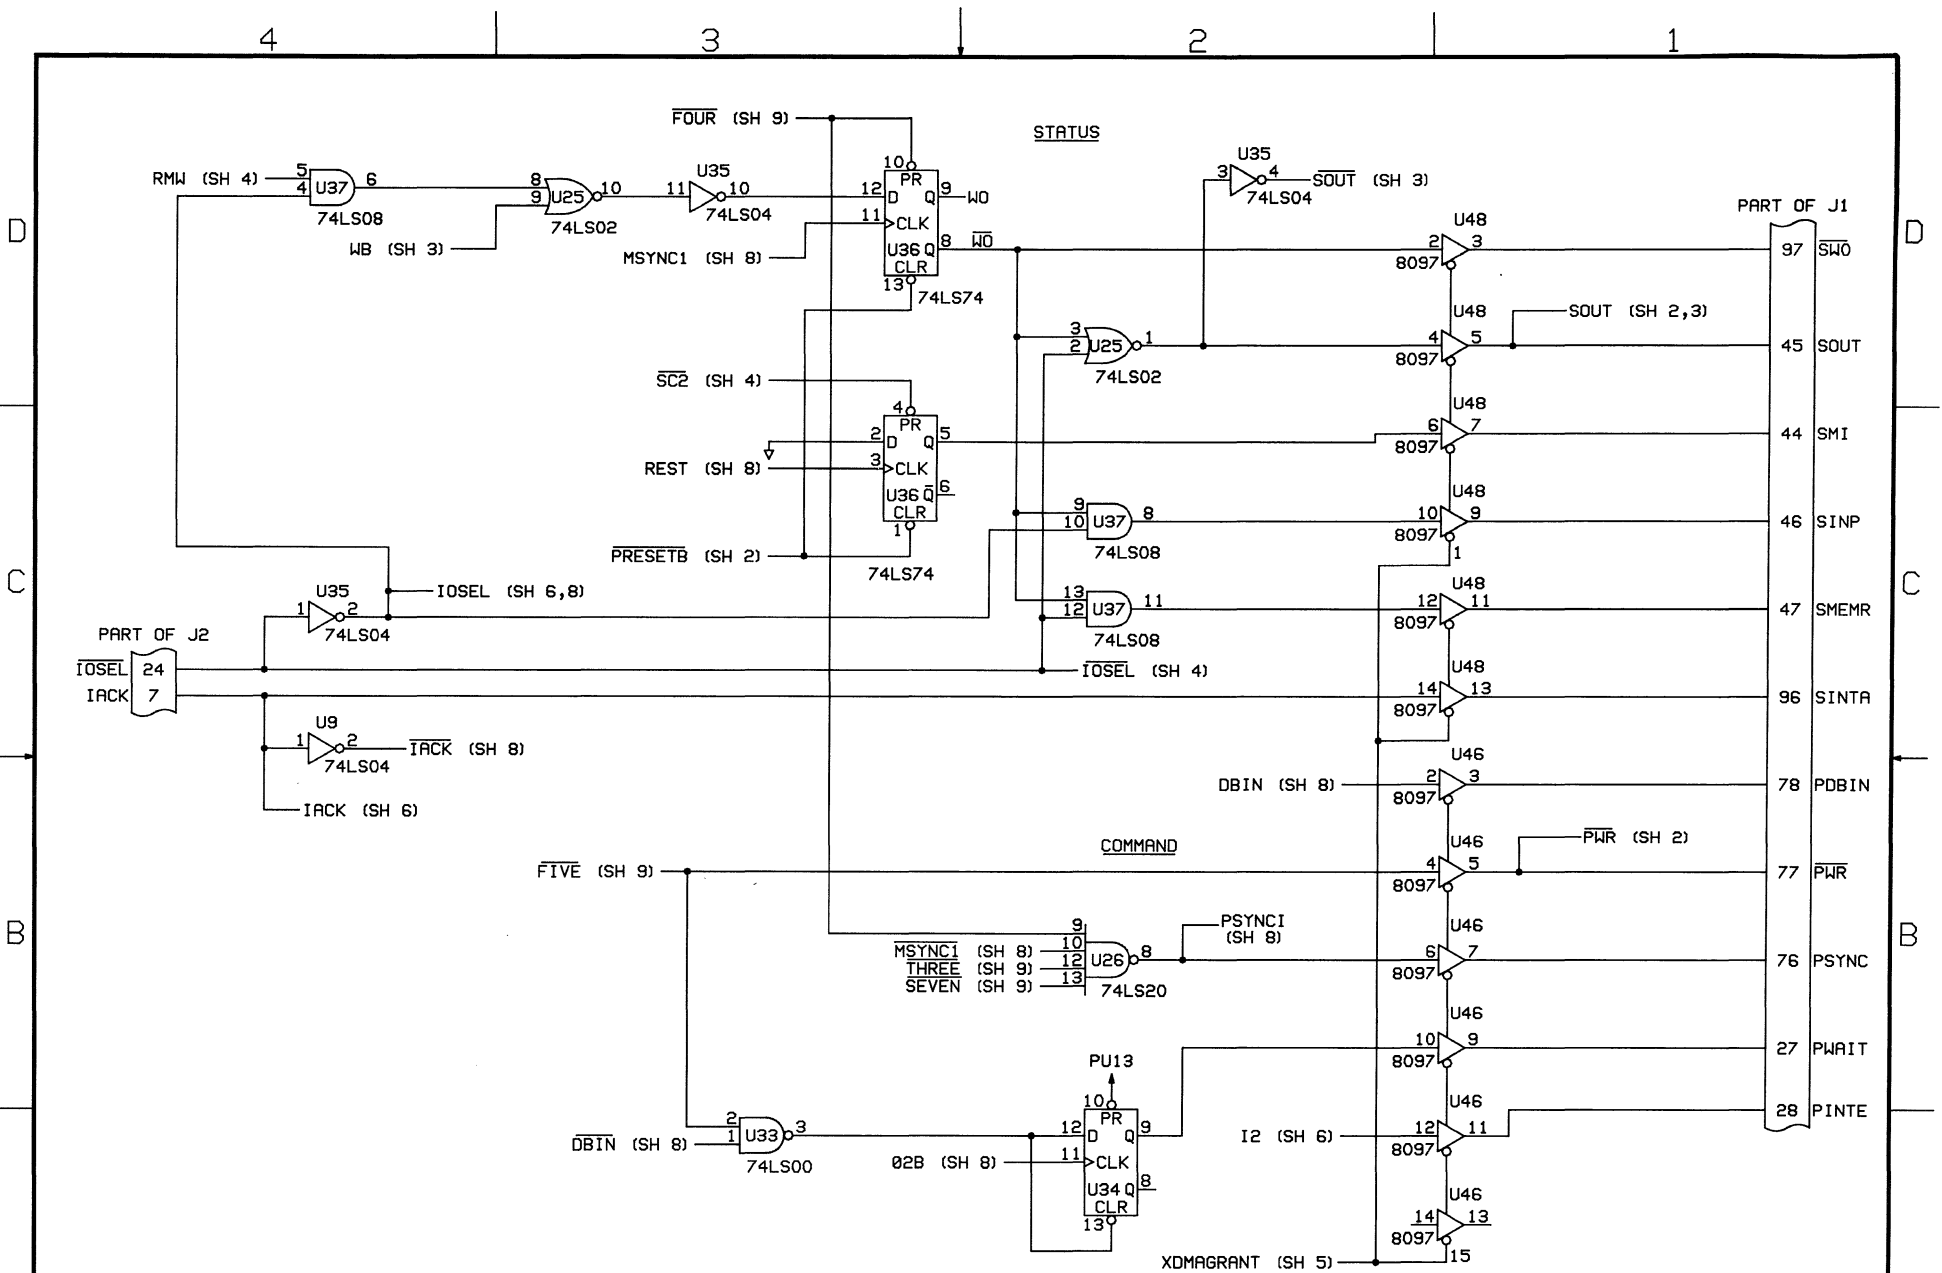 4 3 2 1
FOUR (SH 9)
STATUS
U35
3 4 SOUT (SH 3)
74LS04
RMW (SH 4) 5 4 U37 6
74LS08
8 9 U25 10
74LS02
U35
11 10
74LS04
10 PR
12 D Q 9 WO
11 CLK
U36 Q 8 WO
CLR
13 74LS74
WB (SH 3)
MSYNC1 (SH 8)
PART OF J1
D D
U48
2 3
8097
97 SWO
U48
SOUT (SH 2,3)
3 2 U25 1
74LS02
4 5
8097
45 SOUT
SC2 (SH 4)
4 PR
2 D Q 5
REST (SH 8) 3 CLK
U36 Q 6
CLR
1
74LS74
PRESETB (SH 2)
U48
6 7
8097
44 SMI
U48
9 10 U37 8
74LS08
10 9
8097
1
46 SINP
C C
U35
1 2
74LS04
IOSEL (SH 6,8)
13 12 U37 11
74LS08
U48
12 11
8097
47 SMEMR
PART OF J2
IOSEL 24
IACK 7
IOSEL (SH 4)
U48
14 13
8097
96 SINTA
U9
1 2
74LS04
IACK (SH 8)
IACK (SH 6)
U46
DBIN (SH 8) 2 3
8097
78 PDBIN
COMMAND
FIVE (SH 9)
U46
PWR (SH 2)
4 5
8097
77 PWR
B B
9
MSYNC1 (SH 8) 10
THREE (SH 9) 12
SEVEN (SH 9) 13
U26 8
74LS20
PSYNCI
(SH 8)
U46
6 7
8097
76 PSYNC
U46
10 9
8097
27 PWAIT
PU13
10 PR
12 D Q 9
11 CLK
U34 Q 8
CLR
13
2 1 U33 3
74LS00
DBIN (SH 8)
02B (SH 8)
U46
I2 (SH 6) 12 11
8097
28 PINTE
U46
14 13
8097
15
XDMAGRANT (SH 5)